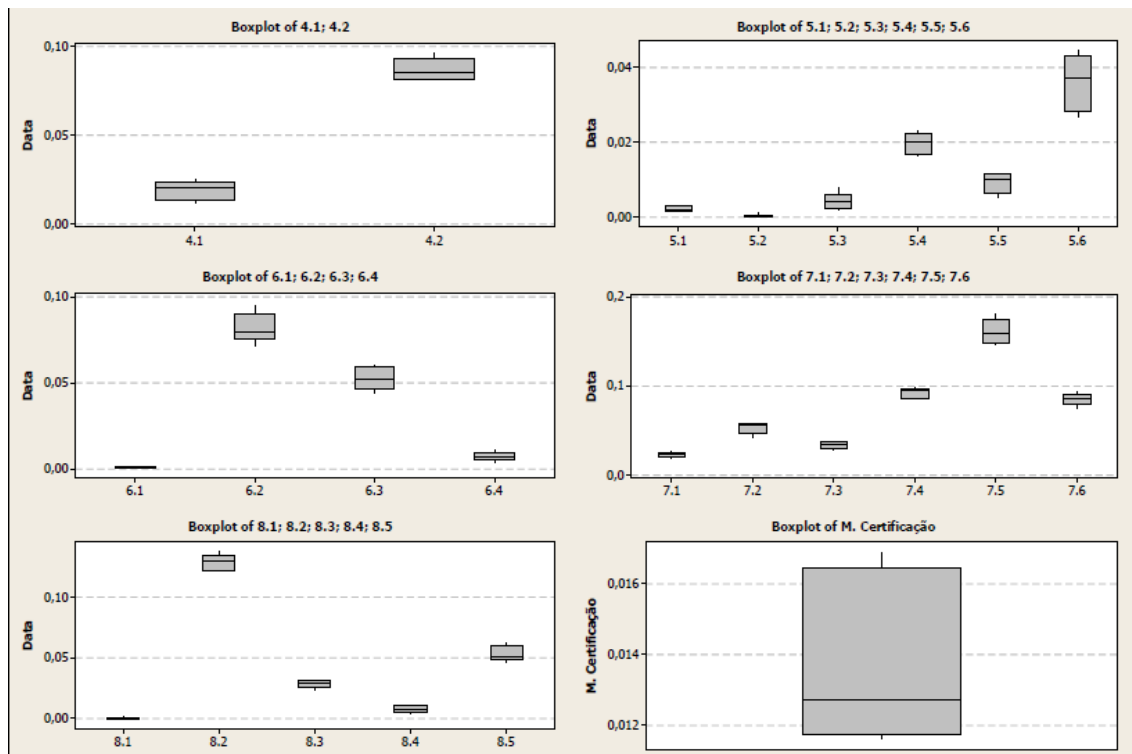 Boxplot of 4.1; 4.2
0,10
0,05
0,00
Data
4.1 4.2
Boxplot of 5.1; 5.2; 5.3; 5.4; 5.5; 5.6
0,04
0,02
0,00
Data
5.1 5.2 5.3 5.4 5.5 5.6
Boxplot of 6.1; 6.2; 6.3; 6.4
0,10
0,05
0,00
Data
6.1 6.2 6.3 6.4
Boxplot of 7.1; 7.2; 7.3; 7.4; 7.5; 7.6
0,2
0,1
0,0
Data
7.1 7.2 7.3 7.4 7.5 7.6
Boxplot of 8.1; 8.2; 8.3; 8.4; 8.5
0,10
0,05
0,00
Data
8.1 8.2 8.3 8.4 8.5
Boxplot of M. Certificação
0,016
0,014
0,012
M. Certificação